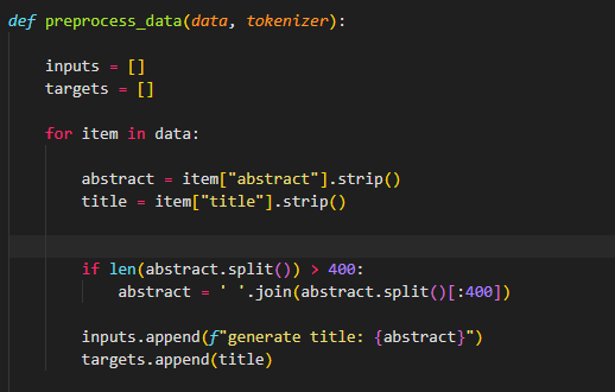 def preprocess_data(data, tokenizer):
inputs = []
targets = []
for item in data:
abstract = item["abstract"].strip()
title = item["title"].strip()
if len(abstract.split()) > 400:
abstract = ' '.join(abstract.split()[:400])
inputs.append(f"generate title: {abstract}")
targets.append(title)